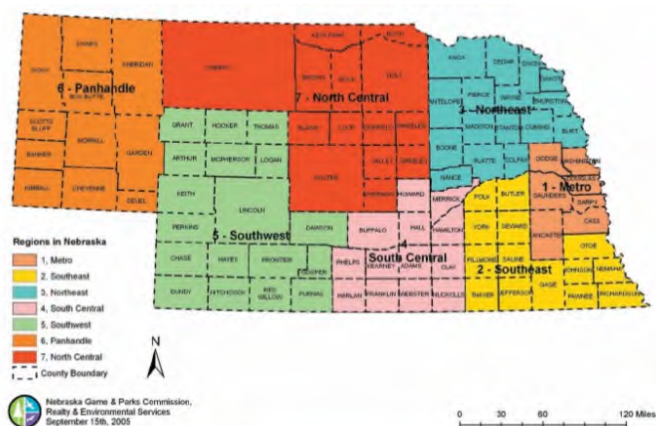 KEYA PAHA
BOYD
KNOX
CEDAR
DIXON
DAKOTA
SHERIDAN
6 - Panhandle
BOX BUTTE
BROWN
ROCK
HOLT
7 - North Central
ANTELOPE
PIERCE
WAYNE
THURSTON
3 - Northeast
MADISON
STANTON
CUMING
BURT
SCOTTS
BLUFF
MORRILL
GARDEN
BANNER
KIMBALL
CHEYENNE
DEUEL
GRANT
HOOKER
THOMAS
BLAINE
LOUP
GARFIELD
WHEELER
ARTHUR
MCPHERSON
LOGAN
CUSTER
VALLEY
GREELEY
BOONE
PLATTE
COLFAX
DODGE
WASHINGTON
NANCE
SHERMAN
HOWARD
MERRICK
POLK
BUTLER
SAUNDERS
1 - Metro
SARPY
CASS
KEITH
LINCOLN
PERKINS
5 - Southwest
DAWSON
BUFFALO
HALL
HAMILTON
YORK
SEWARD
LANCASTER
OTOE
4
South Central
CHASE
HAYES
FRONTIER
GOSPER
PHELPS
KEARNEY
ADAMS
CLAY
FILLMORE
SALINE
2 - Southeast
GAGE
JOHNSON
NEMAHA
DUNDY
HITCHCOCK
RED
WILLOW
FURNAS
HARLAN
FRANKLIN
WEBSTER
NUCKOLLS
THAYER
JEFFERSON
PAWNEE
RICHARDSON
Regions in Nebraska
1, Metro
2, Southeast
3, Northeast
4, South Central
5, Southwest
6, Panhandle
7, North Central
County Boundary
N
Nebraska Game & Parks Commission,
Realty & Environmental Services
September 15th, 2005
0 30 60 120 Miles